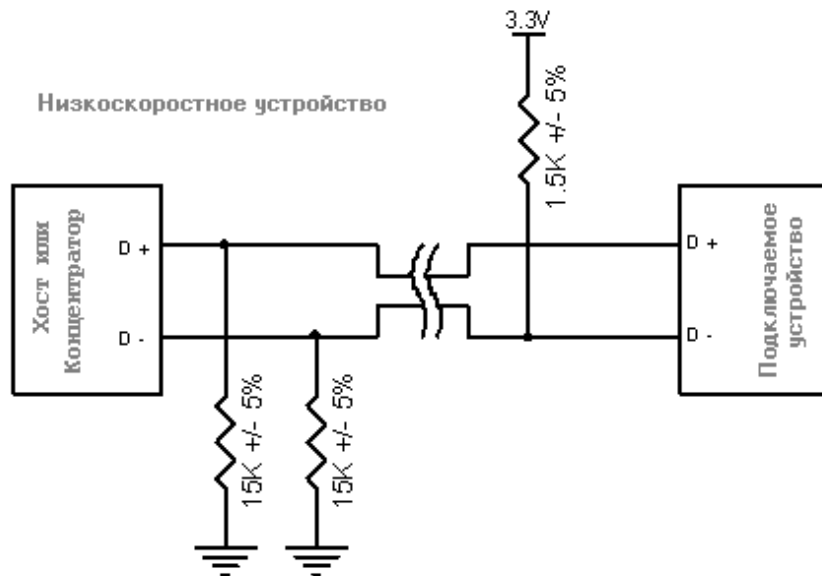 3.3V
Низкоскоростное устройство
1.5K +/- 5%
Хост или
Концентратор
D +
D -
D +
D -
Подключаемое
устройство
15K +/- 5%
15K +/- 5%